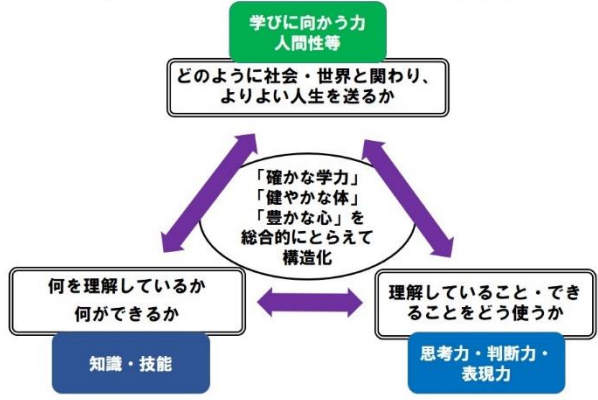 学びに向かう力
人間性等
どのように社会・世界と関わり、
よりよい人生を送るか
「確かな学力」
「健やかな体」
「豊かな心」を
総合的にとらえて
構造化
何を理解しているか
何ができるか
知識・技能
理解していること・でき
ることをどう使うか
思考力・判断力・
表現力